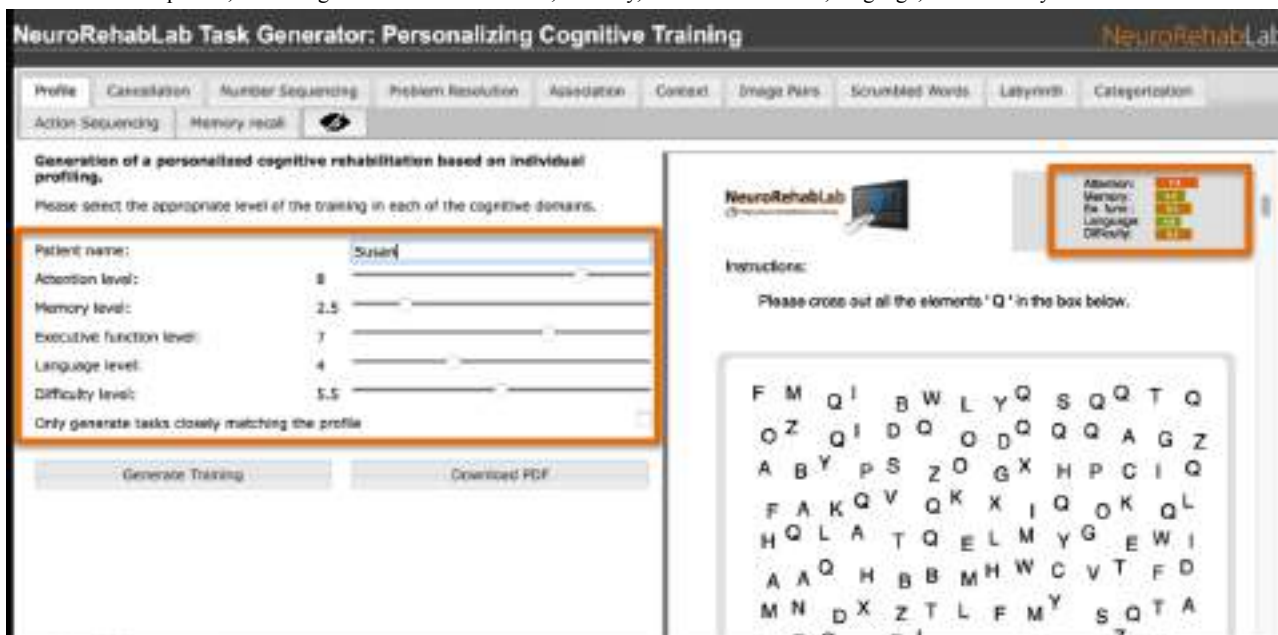 NeuroRehabLab Task Generator: Personalizing Cognitive Training
NeuroRehabLab
Profile Cancellation Number Sequencing Problem Resolution Association Context Image Pairs Scrumbled Words Labyrinth Categorization
Action Sequencing Memory recall
Generation of a personalized cognitive rehabilitation based on individual
profiling.
Please select the appropriate level of the training in each of the cognitive domains.
Patient name: Susan
Attention level: 8
Memory level: 2.5
Executive function level: 7
Language level: 4
Difficulty level: 5.5
Only generate tasks closely matching the profile
Generate Training Download PDF
NeuroRehabLab
Attention:
Memory:
Ex. func.:
Language:
Difficulty:
Instructions:
Please cross out all the elements ' Q ' in the box below.
F M Q I B W L Y Q S Q Q T Q
O Z Q I D Q O D Q Q Q A G Z
A B Y P S Z O G X H P C I Q
F A K Q V Q K X I Q O K Q L
H Q L A T Q E L M Y G E W I
A A Q H B B M H W C V T F D
M N D X Z T L F M Y S Q T A